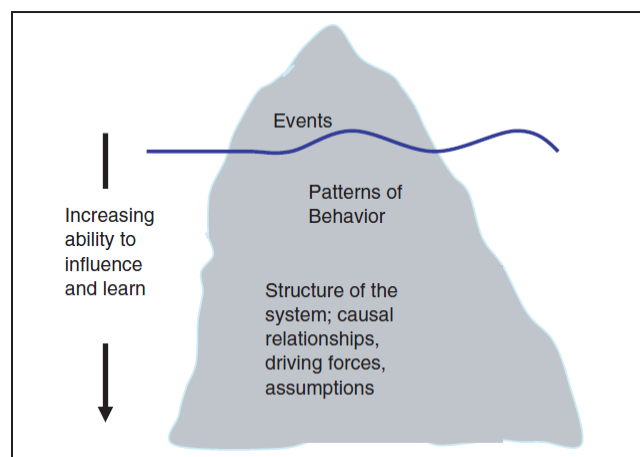 Events
Patterns of
Behavior
Increasing
ability to
influence
and learn
Structure of the
system; causal
relationships,
driving forces,
assumptions